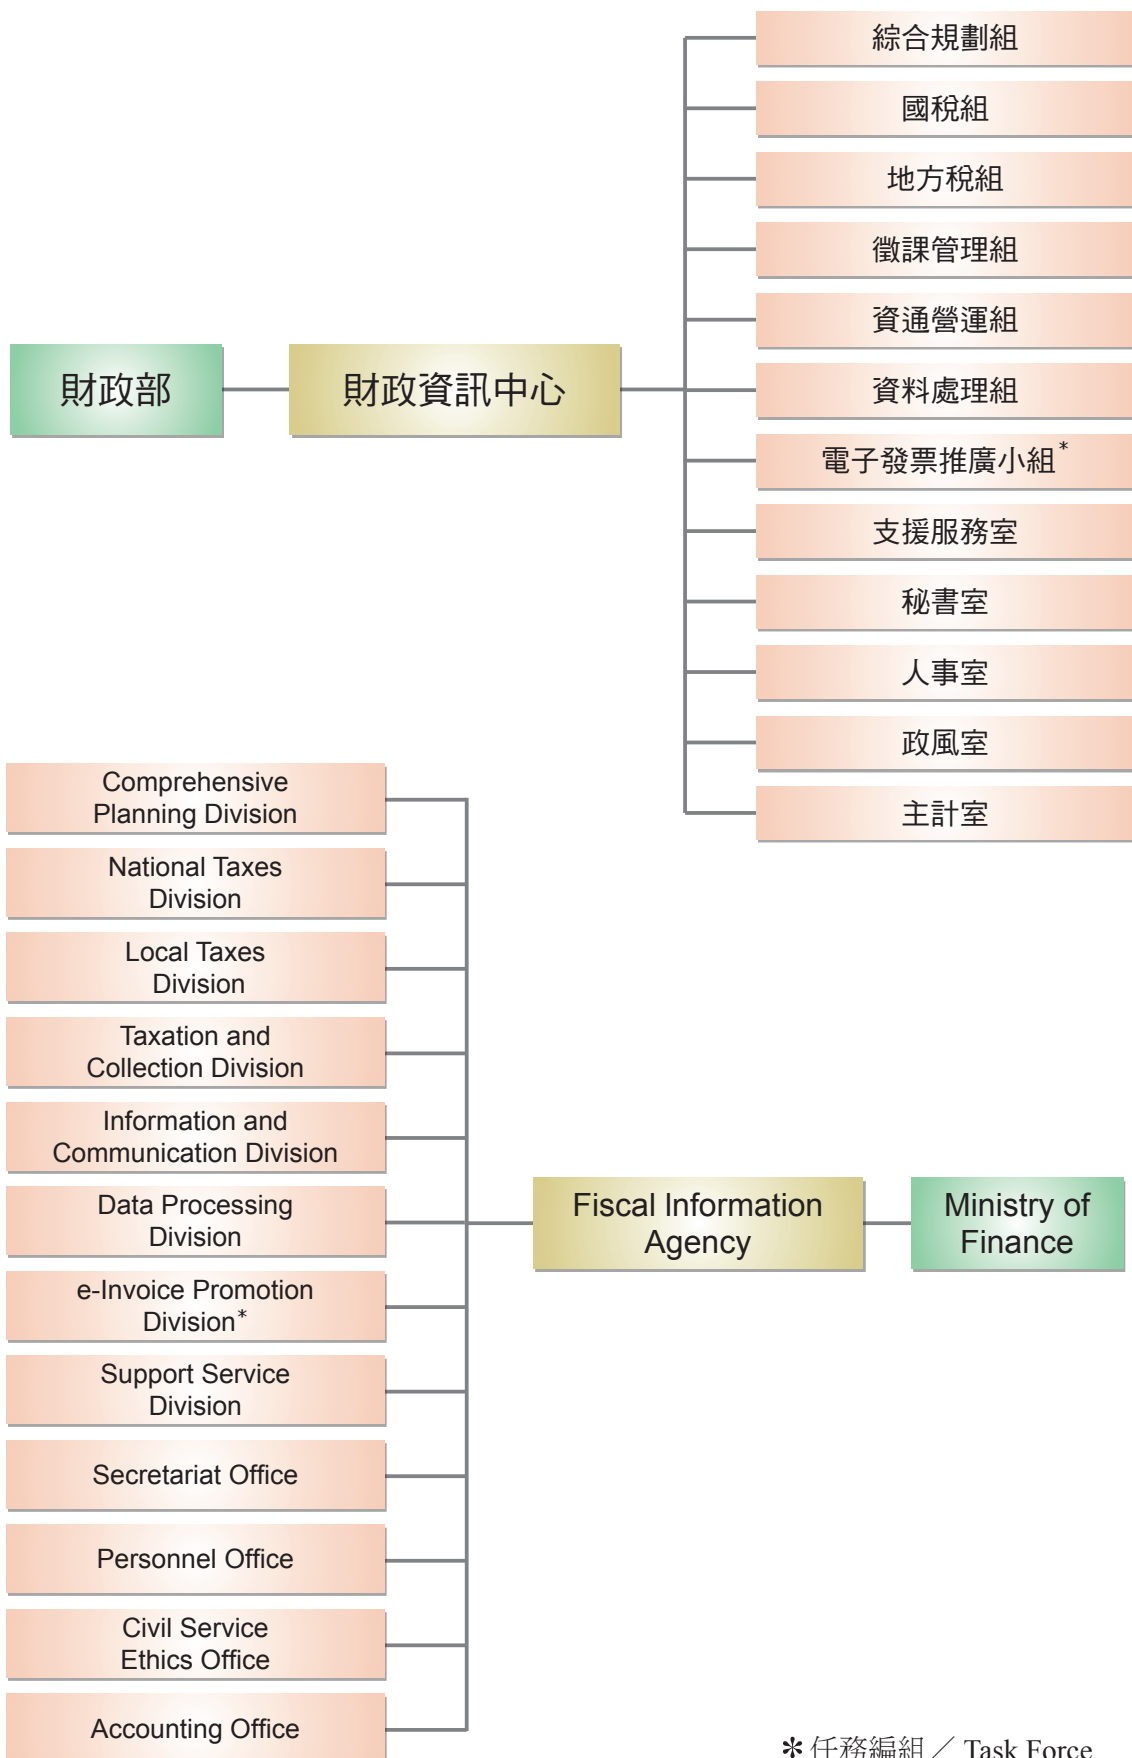 財政部
財政資訊中心
綜合規劃組
國稅組
地方稅組
徵課管理組
資通營運組
資料處理組
電子發票推廣小組*
支援服務室
秘書室
人事室
政風室
主計室
Comprehensive
Planning Division
National Taxes
Division
Local Taxes
Division
Taxation and
Collection Division
Information and
Communication Division
Data Processing
Division
e-Invoice Promotion
Division*
Support Service
Division
Secretariat Office
Personnel Office
Civil Service
Ethics Office
Accounting Office
Fiscal Information
Agency
Ministry of
Finance
* 任務編組／Task Force